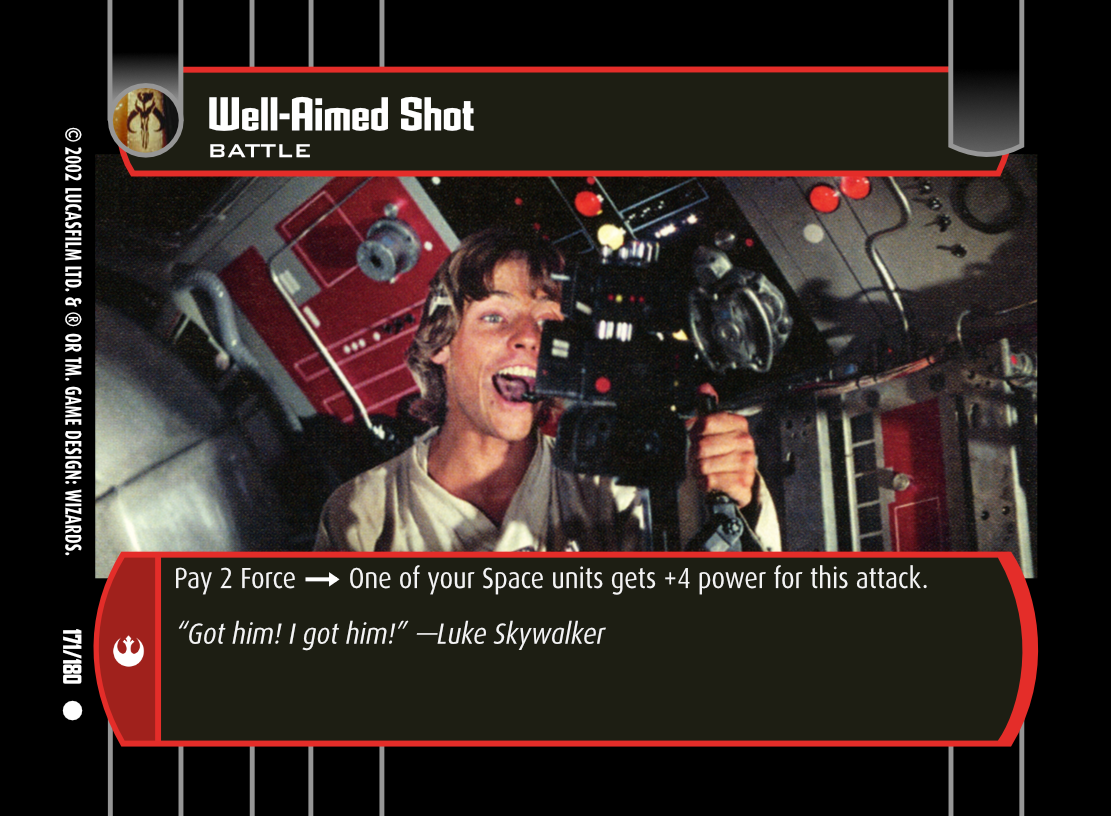 Well-Aimed Shot
BATTLE
Pay 2 Force → One of your Space units gets +4 power for this attack.
“Got him! I got him!” —Luke Skywalker
© 2002 LUCASFILM LTD. & ® OR TM. GAME DESIGN: WIZARDS.
171/180